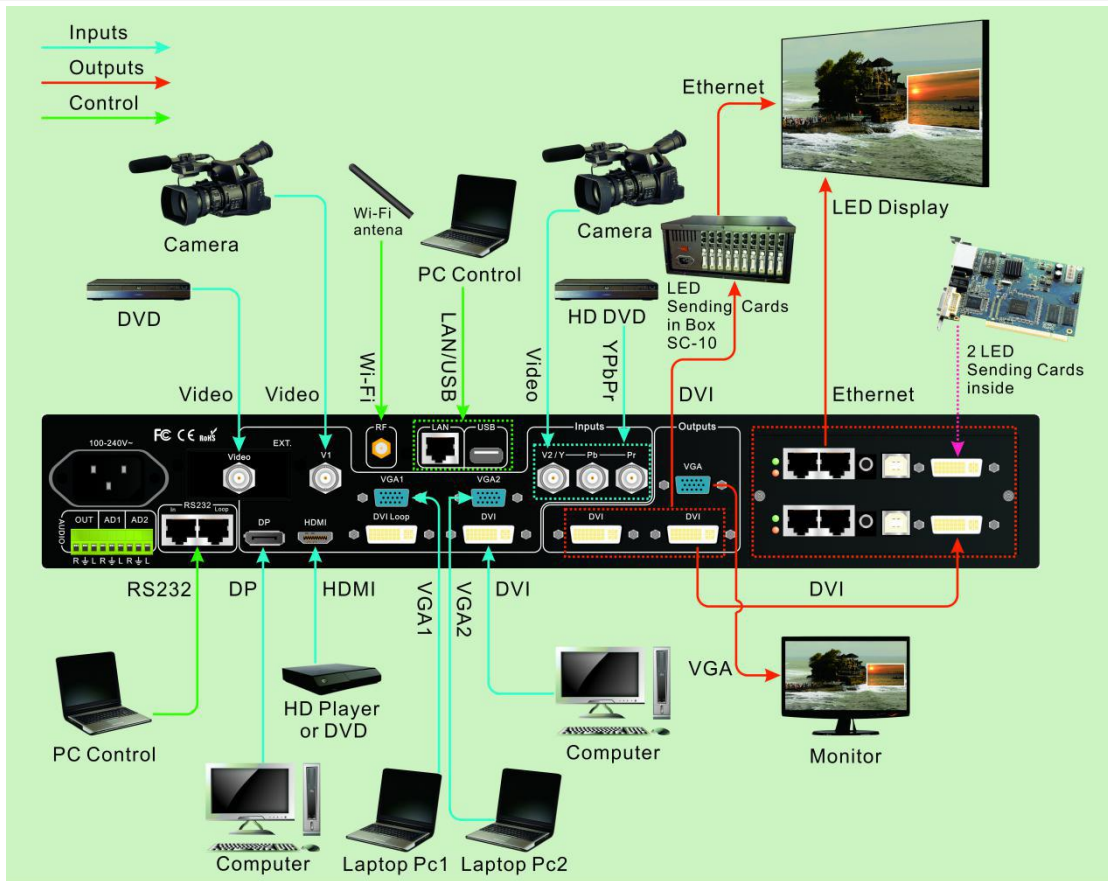 Inputs
Outputs
Control
Camera
DVD
Wi-Fi
antena
PC Control
Camera
HD DVD
Ethernet
LED Display
LED
Sending Cards
in Box
SC-10
2 LED
Sending Cards
inside
Video
Video
Wi-Fi
LAN/USB
Video
YPbPr
DVI
Ethernet
100-240V~
FC CE RoHS
EXT.
Video
V1
RF
LAN
USB
Inputs
V2 / Y
Pb
Pr
Outputs
VGA
AUDIO
OUT AD1 AD2
R L R L R L
RS232
In
Loop
DP
HDMI
VGA1
DVI Loop
VGA2
DVI
DVI
DVI
RS232
DP
HDMI
VGA1
VGA2
DVI
DVI
VGA
PC Control
HD Player
or DVD
Computer
Monitor
Computer
Laptop Pc1
Laptop Pc2